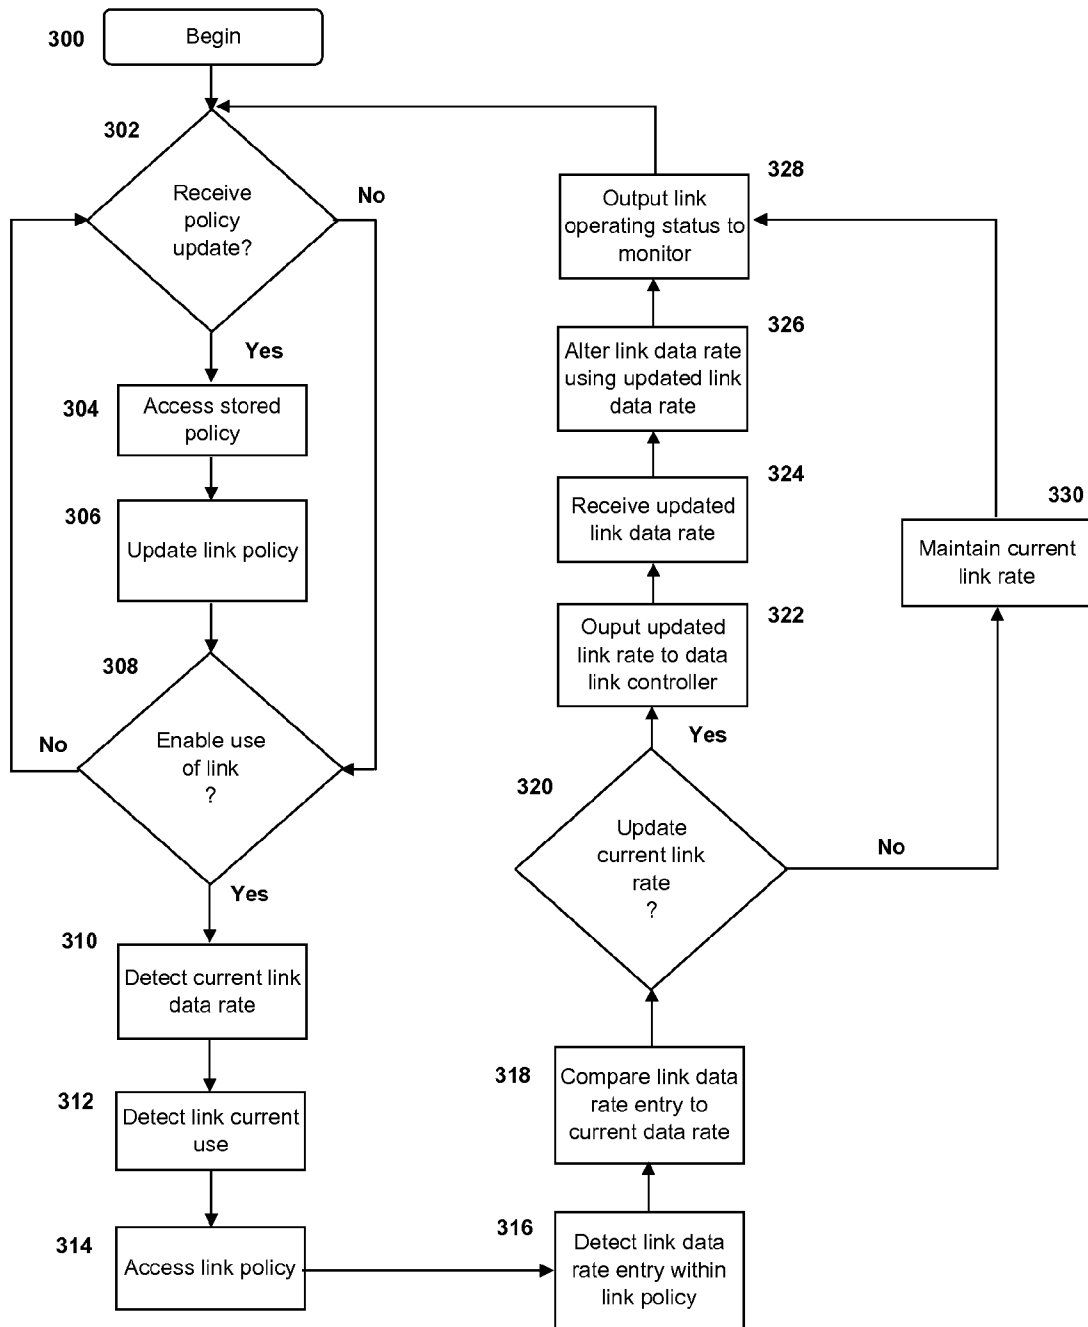 300
Begin
302
Receive
policy
update?
No
Yes
304
Access stored
policy
306
Update link policy
308
Enable use
of link
?
No
Yes
310
Detect current link
data rate
312
Detect link current
use
314
Access link policy
316
Detect link data
rate entry within
link policy
318
Compare link data
rate entry to
current data rate
320
Update
current link
rate
?
Yes
No
322
Ouput updated
link rate to data
link controller
324
Receive updated
link data rate
326
Alter link data rate
using updated link
data rate
328
Output link
operating status to
monitor
330
Maintain current
link rate